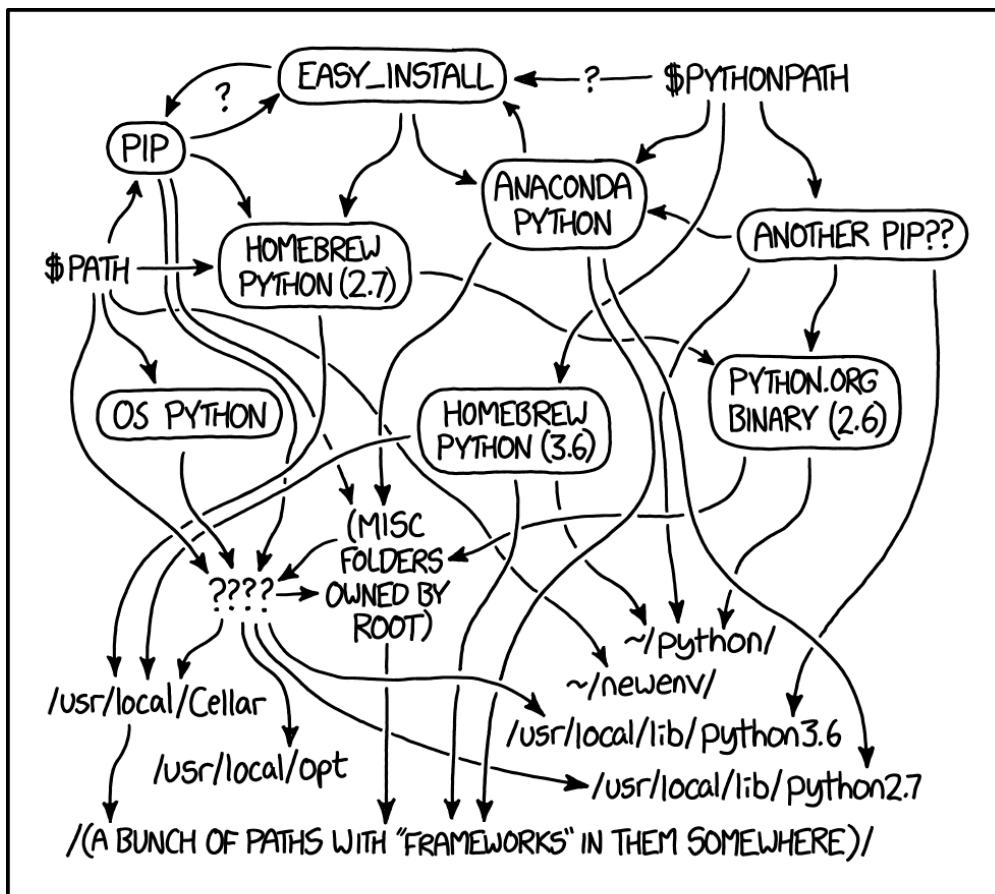 EASY_INSTALL
?
$PYTHONPATH
?
PIP
ANACONDA
PYTHON
ANOTHER PIP??
HOMEBREW
PYTHON (2.7)
$PATH
OS PYTHON
HOMEBREW
PYTHON (3.6)
PYTHON.ORG
BINARY (2.6)
(MISC
FOLDERS
OWNED BY
ROOT)
????
~/python/
~/newenv/
/usr/local/Cellar
/usr/local/lib/python3.6
/usr/local/opt
/usr/local/lib/python2.7
/(A BUNCH OF PATHS WITH "FRAMEWORKS" IN THEM SOMEWHERE)/